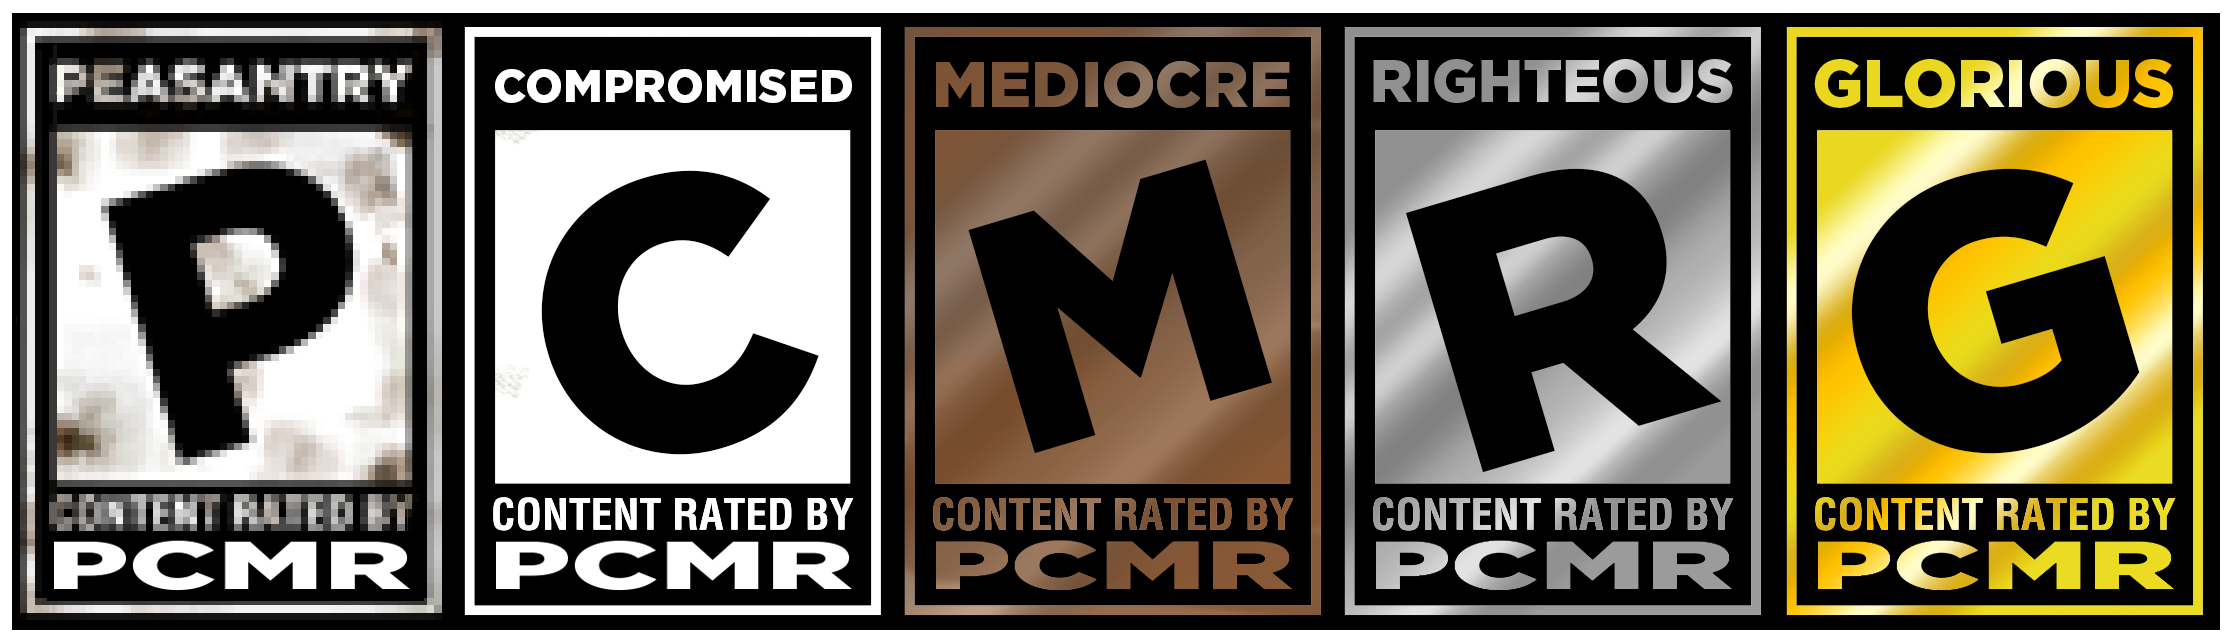 PEASANTRY
P
CONTENT RATED BY
PCMR
COMPROMISED
C
CONTENT RATED BY
PCMR
MEDIOCRE
M
CONTENT RATED BY
PCMR
RIGHTEOUS
R
CONTENT RATED BY
PCMR
GLORIOUS
G
CONTENT RATED BY
PCMR